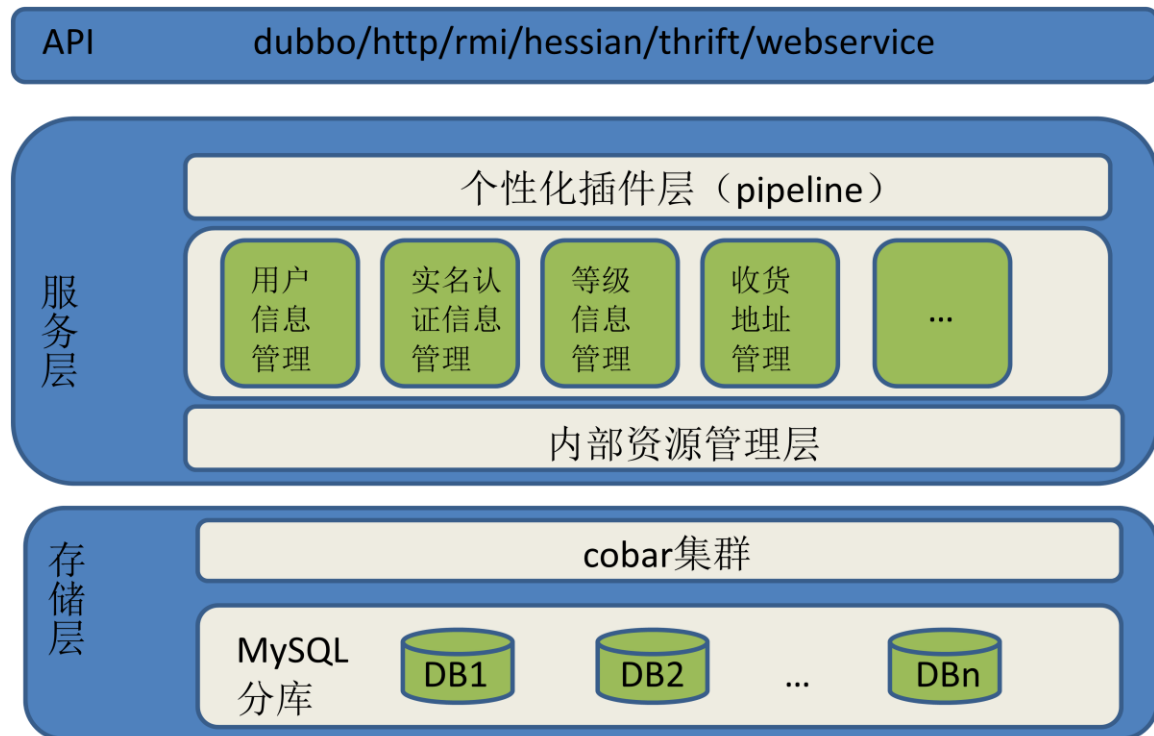 API dubbo/http/rmi/hessian/thrift/webservice
服务层
个性化插件层（pipeline）
用户
信息
管理
实名认
证信息
管理
等级
信息
管理
收货
地址
管理
...
内部资源管理层
存储层
cobar集群
MySQL
分库
DB1
DB2
...
DBn